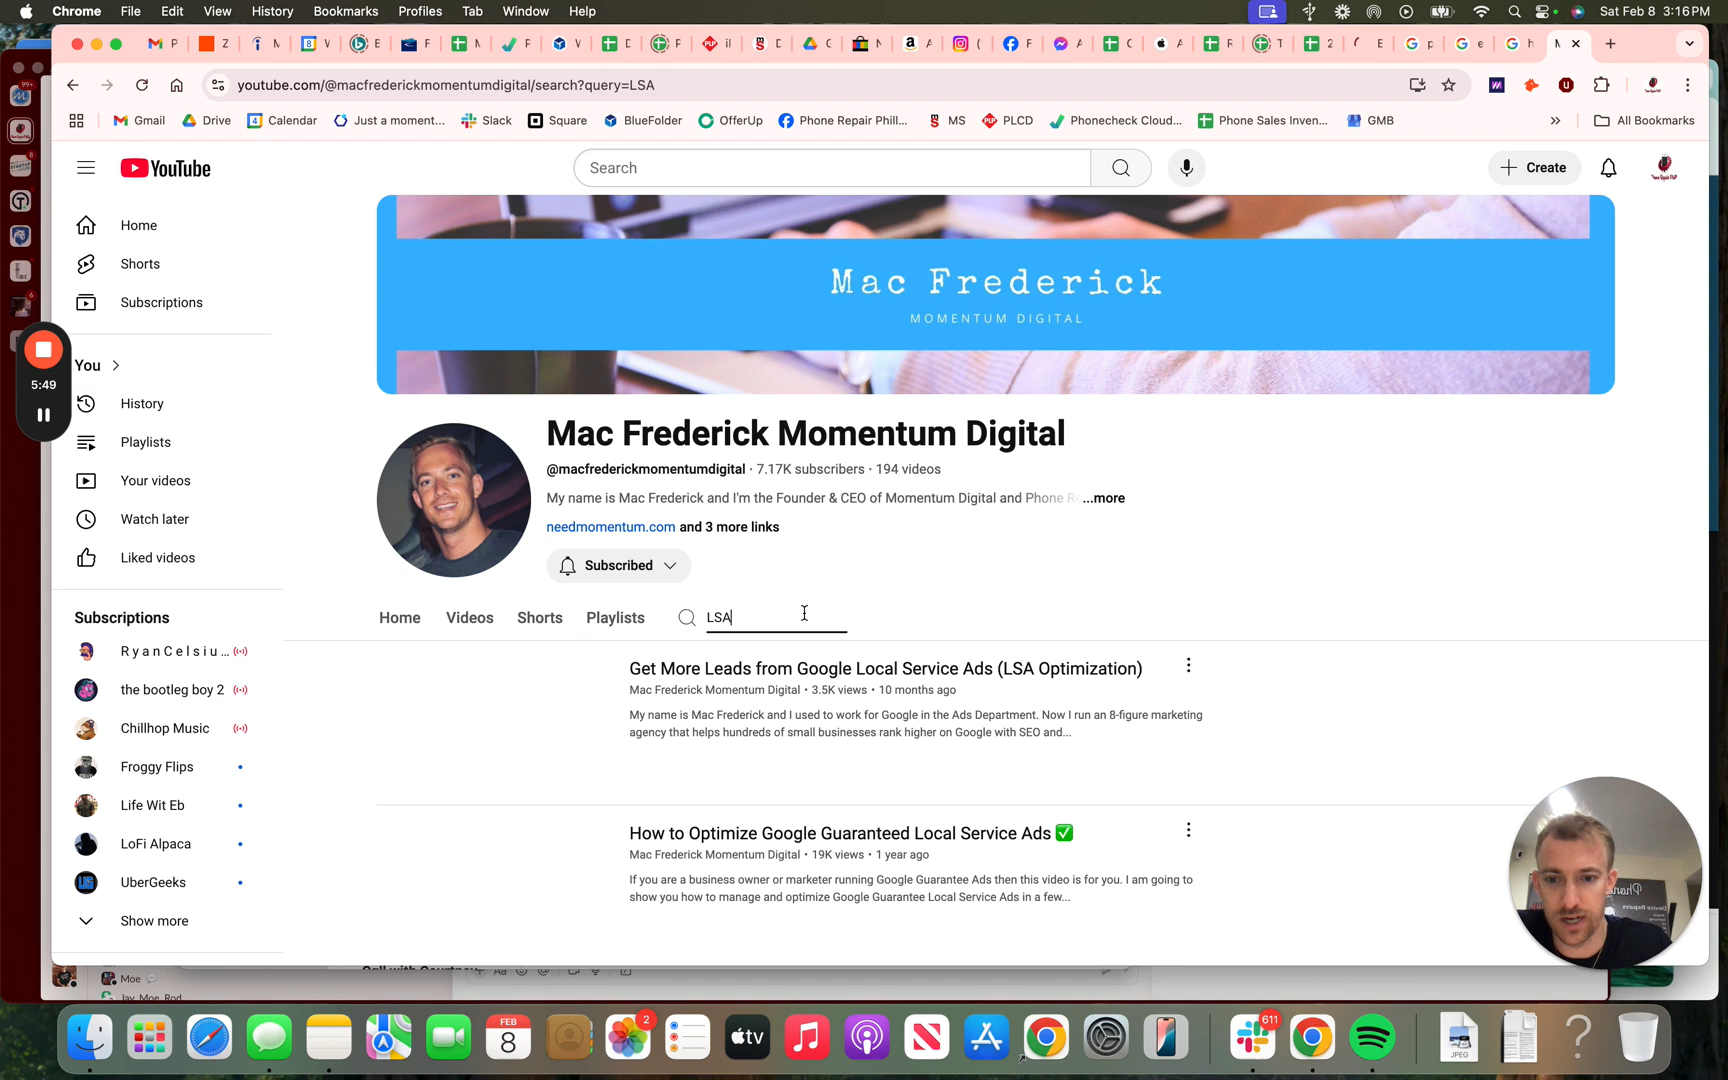 Chrome File Edit View History Bookmarks Profiles Tab Window Help
Sat Feb 8 3:16 PM
youtube.com/@macfrederickmomentumdigital/search?query=LSA
Gmail Drive Calendar Just a moment... Slack Square BlueFolder OfferUp Phone Repair Phill... MS PLCD Phonecheck Cloud... Phone Sales Inven... GMB » All Bookmarks
YouTube
Search
Create
Home
Shorts
Subscriptions
You
History
Playlists
Your videos
Watch later
Liked videos
Subscriptions
R y a n C e l s i u ...
the bootleg boy 2
Chillhop Music
Froggy Flips
Life Wit Eb
LoFi Alpaca
UberGeeks
Show more
5:49
Mac Frederick
MOMENTUM DIGITAL
Mac Frederick Momentum Digital
@macfrederickmomentumdigital · 7.17K subscribers · 194 videos
My name is Mac Frederick and I'm the Founder & CEO of Momentum Digital and Phone R ...more
needmomentum.com and 3 more links
Subscribed
Home Videos Shorts Playlists LSA
Get More Leads from Google Local Service Ads (LSA Optimization)
Mac Frederick Momentum Digital • 3.5K views • 10 months ago
My name is Mac Frederick and I used to work for Google in the Ads Department. Now I run an 8-figure marketing
agency that helps hundreds of small businesses rank higher on Google with SEO and...
How to Optimize Google Guaranteed Local Service Ads ✅
Mac Frederick Momentum Digital • 19K views • 1 year ago
If you are a business owner or marketer running Google Guarantee Ads then this video is for you. I am going to
show you how to manage and optimize Google Guarantee Local Service Ads in a few...
Moe
Jay, Moe, Rod
FEB
8
2
tv
611
JPEG